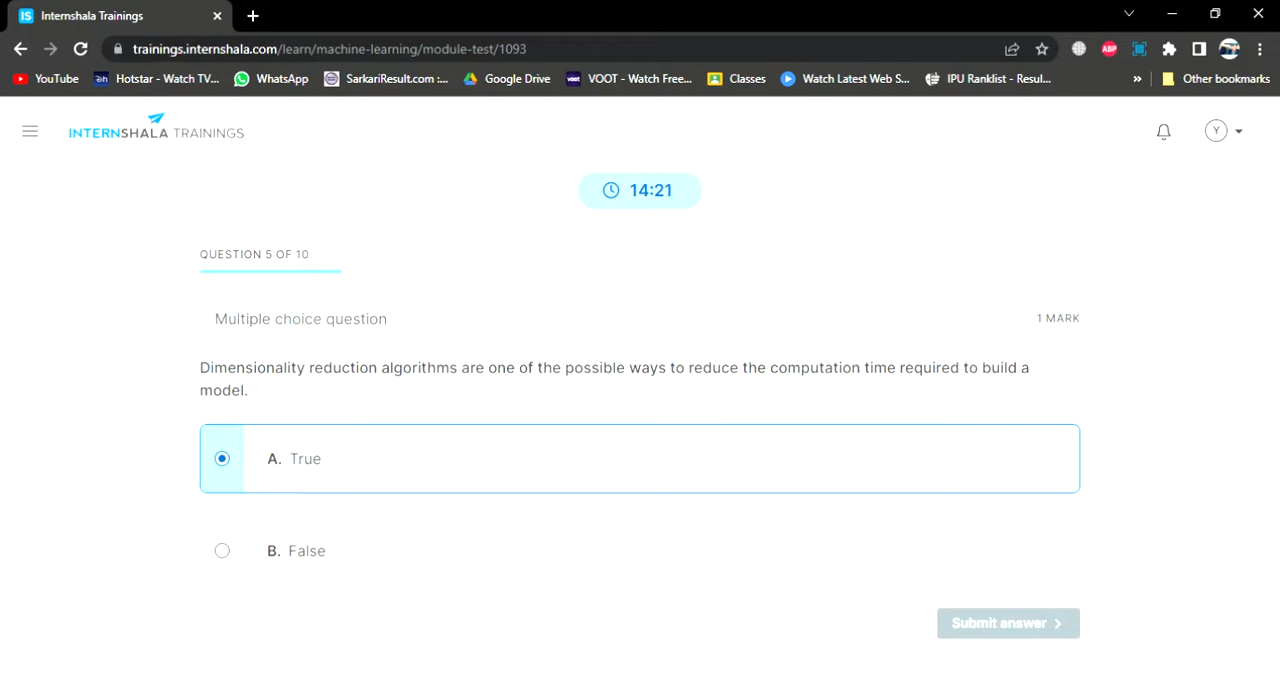 Internshala Trainings
trainings.internshala.com/learn/machine-learning/module-test/1093
YouTube Hotstar - Watch TV... WhatsApp SarkariResult.com :... Google Drive VOOT - Watch Free... Classes Watch Latest Web S... IPU Ranklist - Resul... » Other bookmarks
INTERNSHALA TRAININGS
Y
14:21
QUESTION 5 OF 10
Multiple choice question
1 MARK
Dimensionality reduction algorithms are one of the possible ways to reduce the computation time required to build a
model.
A. True
B. False
Submit answer